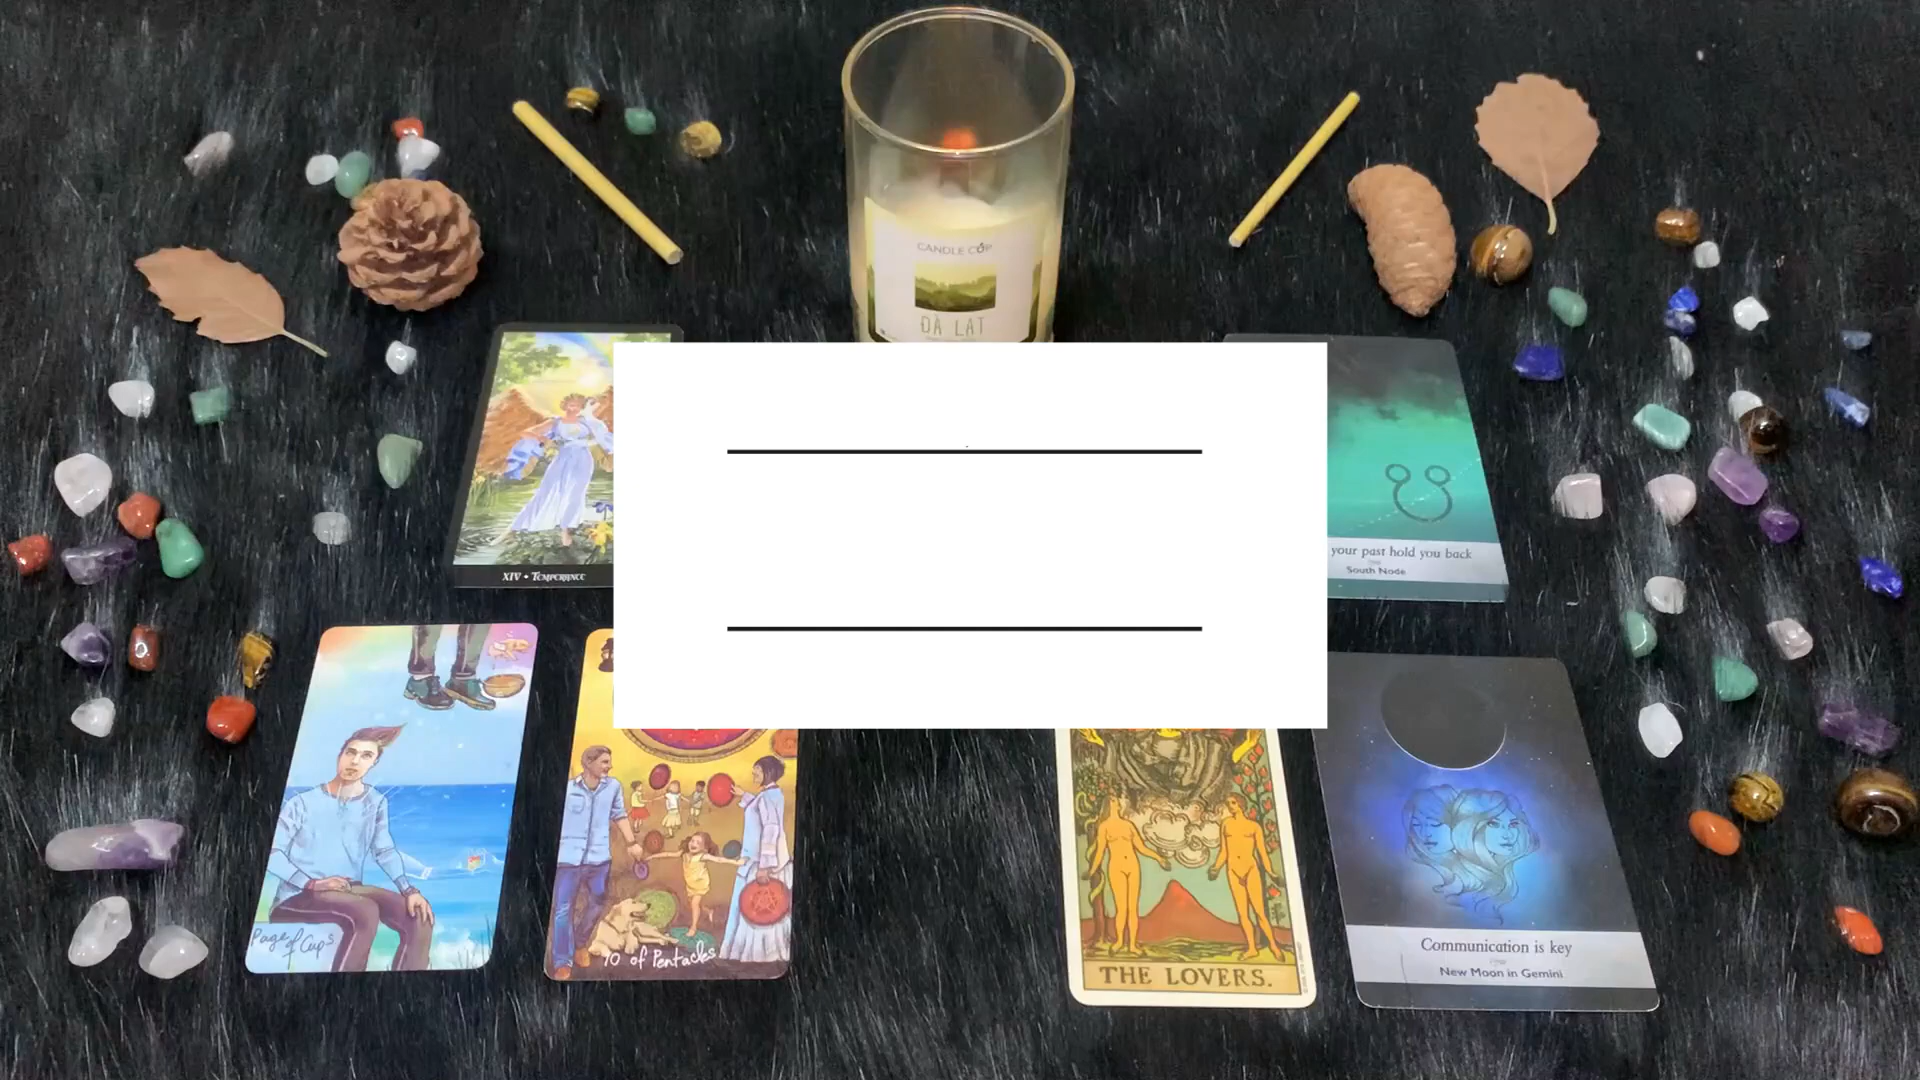 CANDLE CÚP
ĐÀ LẠT
XIV • TEMPERANCE
your past hold you back
South Node
Page of Cups
10 of Pentacles
THE LOVERS.
Communication is key
New Moon in Gemini